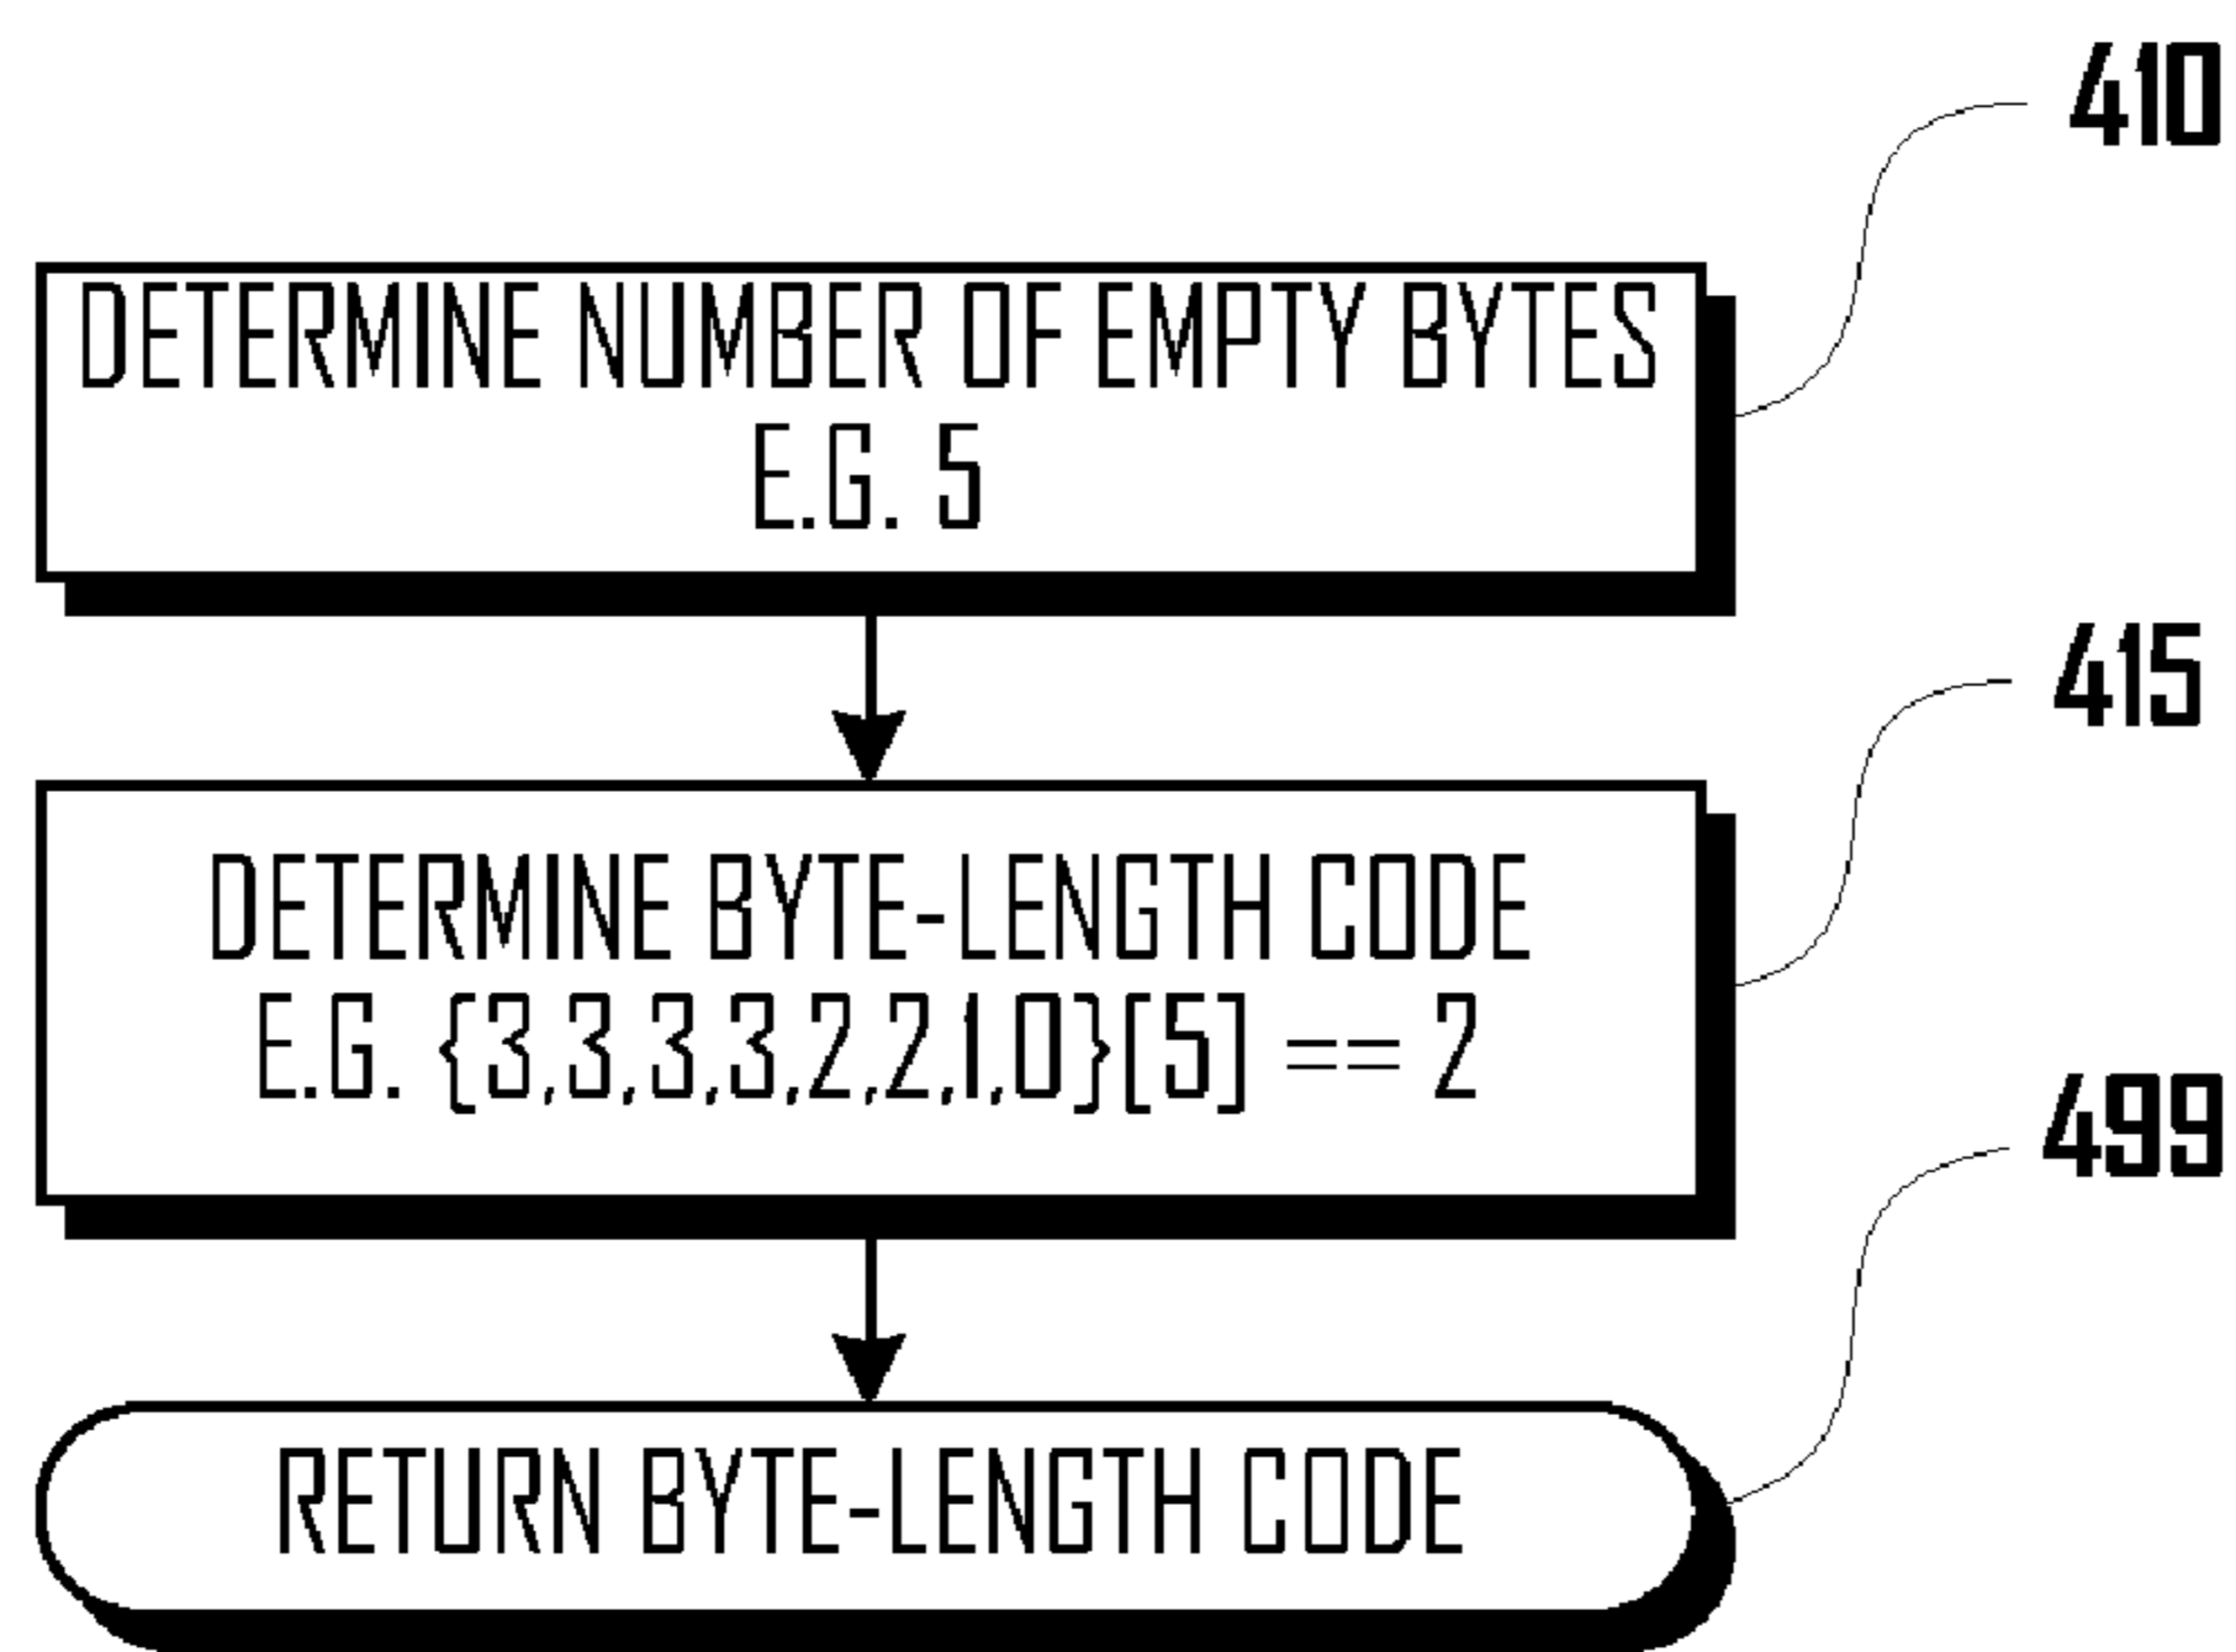 410
DETERMINE NUMBER OF EMPTY BYTES
E.G. 5
415
DETERMINE BYTE-LENGTH CODE
E.G. {3,3,3,3,2,2,1,0}[5] == 2
499
RETURN BYTE-LENGTH CODE